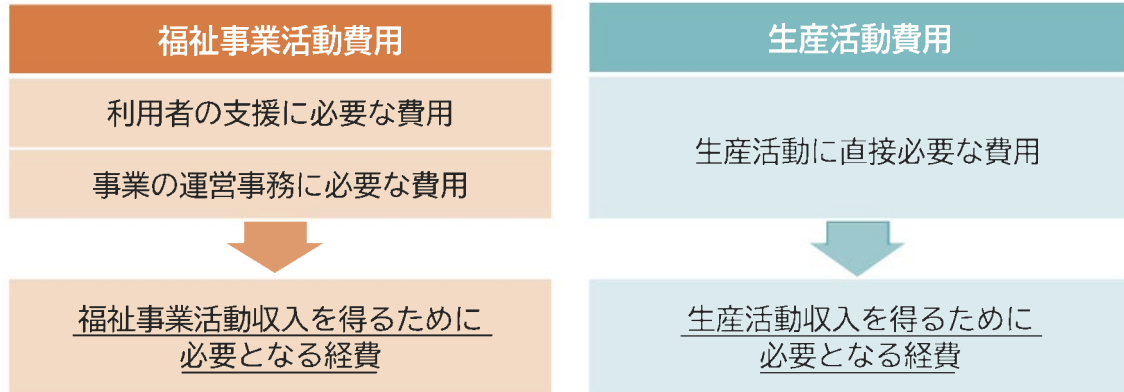 福祉事業活動費用
利用者の支援に必要な費用
事業の運営事務に必要な費用
福祉事業活動収入を得るために
必要となる経費
生産活動費用
生産活動に直接必要な費用
生産活動収入を得るために
必要となる経費